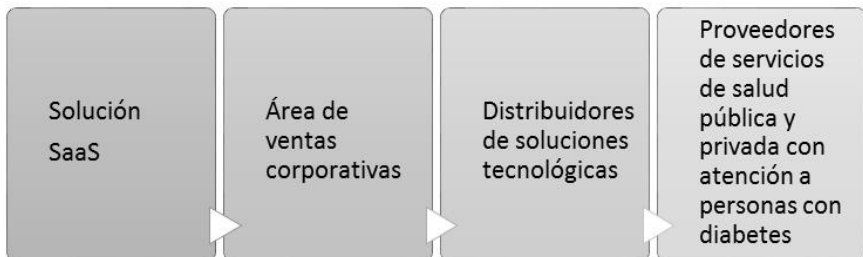 Solución
SaaS
Área de
ventas
corporativas
Distribuidores
de soluciones
tecnológicas
Proveedores
de servicios
de salud
pública y
privada con
atención a
personas con
diabetes